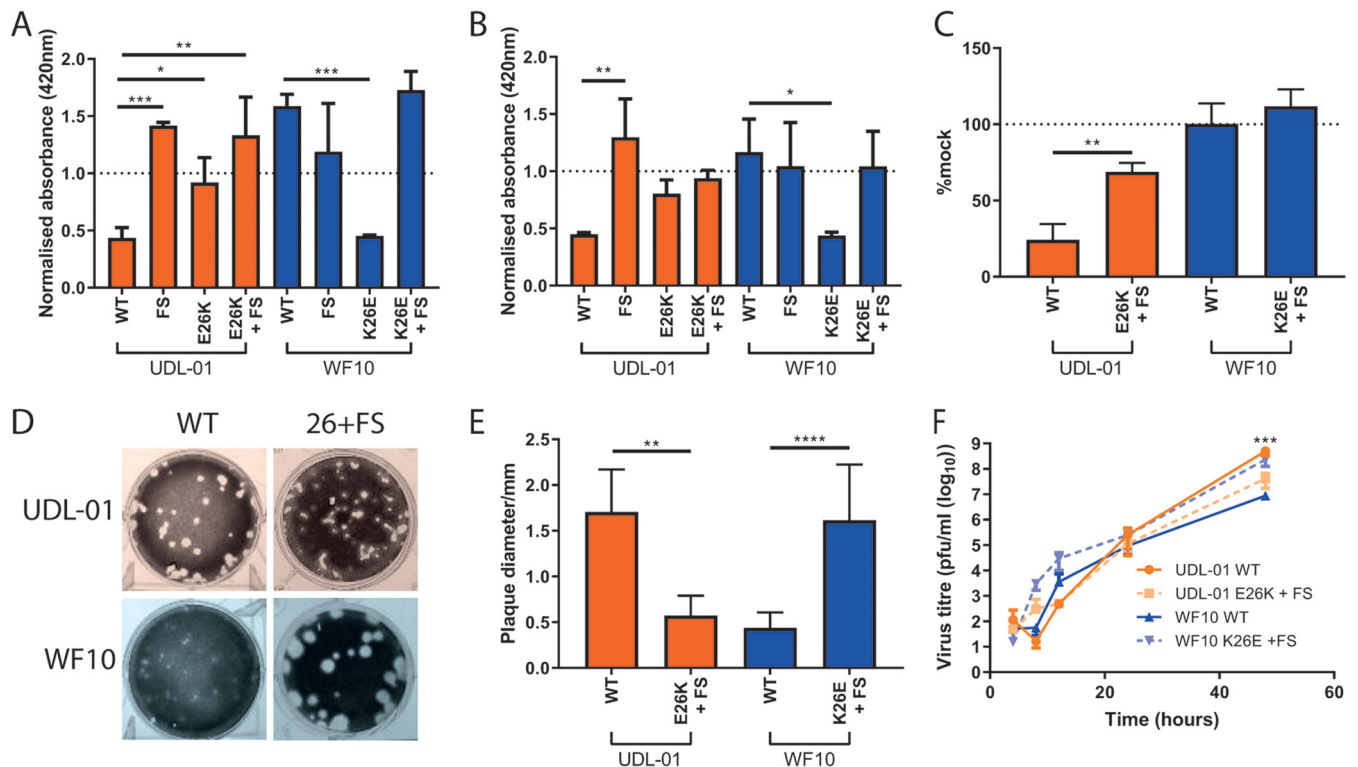 A
Normalised absorbance (420nm)
2.0
1.5
1.0
0.5
0.0
**
*
***
***
WT
FS
E26K
E26K
+ FS
WT
FS
K26E
K26E
+ FS
UDL-01
WF10
B
Normalised absorbance (420nm)
2.0
1.5
1.0
0.5
0.0
**
*
WT
FS
E26K
E26K
+ FS
WT
FS
K26E
K26E
+ FS
UDL-01
WF10
C
%mock
150
100
50
0
**
WT
E26K
+ FS
WT
K26E
+ FS
UDL-01
WF10
D
WT
26+FS
UDL-01
WF10
E
Plaque diameter/mm
2.5
2.0
1.5
1.0
0.5
0.0
**
****
WT
E26K
+ FS
WT
K26E
+ FS
UDL-01
WF10
F
Virus titre (pfu/ml (log10))
9
8
7
6
5
4
3
2
1
0
***
UDL-01 WT
UDL-01 E26K + FS
WF10 WT
WF10 K26E +FS
0
20
40
60
Time (hours)